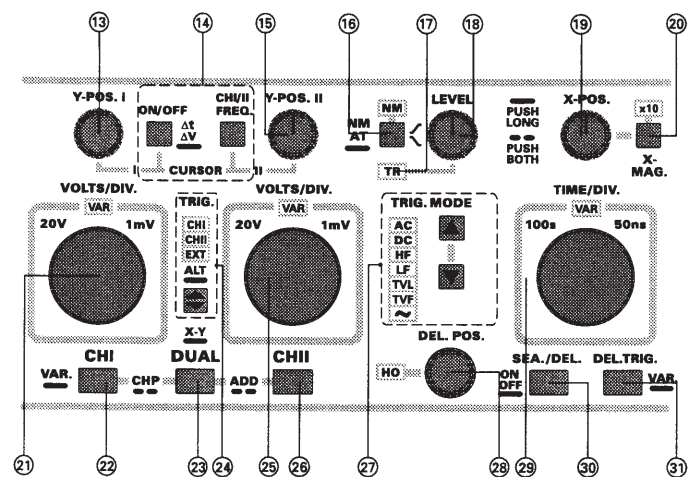 13 14 15 16 17 18 19 20
Y-POS. I
ON/OFF
CHI/II
FREQ.
Δt
ΔV
Y-POS. II
I CURSOR II
NM
AT
NM
TR
LEVEL
PUSH
LONG
PUSH
BOTH
X-POS.
x10
X-
MAG.
VOLTS/DIV.
VAR
20V 1mV
TRIG.
CHI
CHII
EXT
ALT
X-Y
VOLTS/DIV.
VAR
20V 1mV
TRIG. MODE
AC
DC
HF
LF
TVL
TVF
~
TIME/DIV.
VAR
100s 50ns
VAR.
CHI
CHP
DUAL
ADD
CHII
HO
DEL. POS.
ON
OFF
SEA./DEL.
DEL.TRIG.
VAR.
21 22 23 24 25 26 27 28 29 30 31